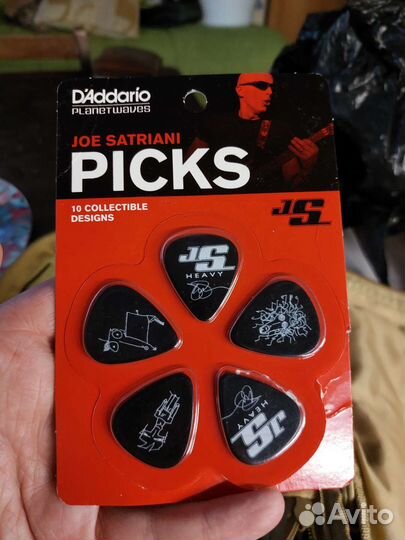 D'Addario
PLANET WAVES
JOE SATRIANI
PICKS
10 COLLECTIBLE
DESIGNS
JS
JS
HEAVY
JS
HEAVY
Avito